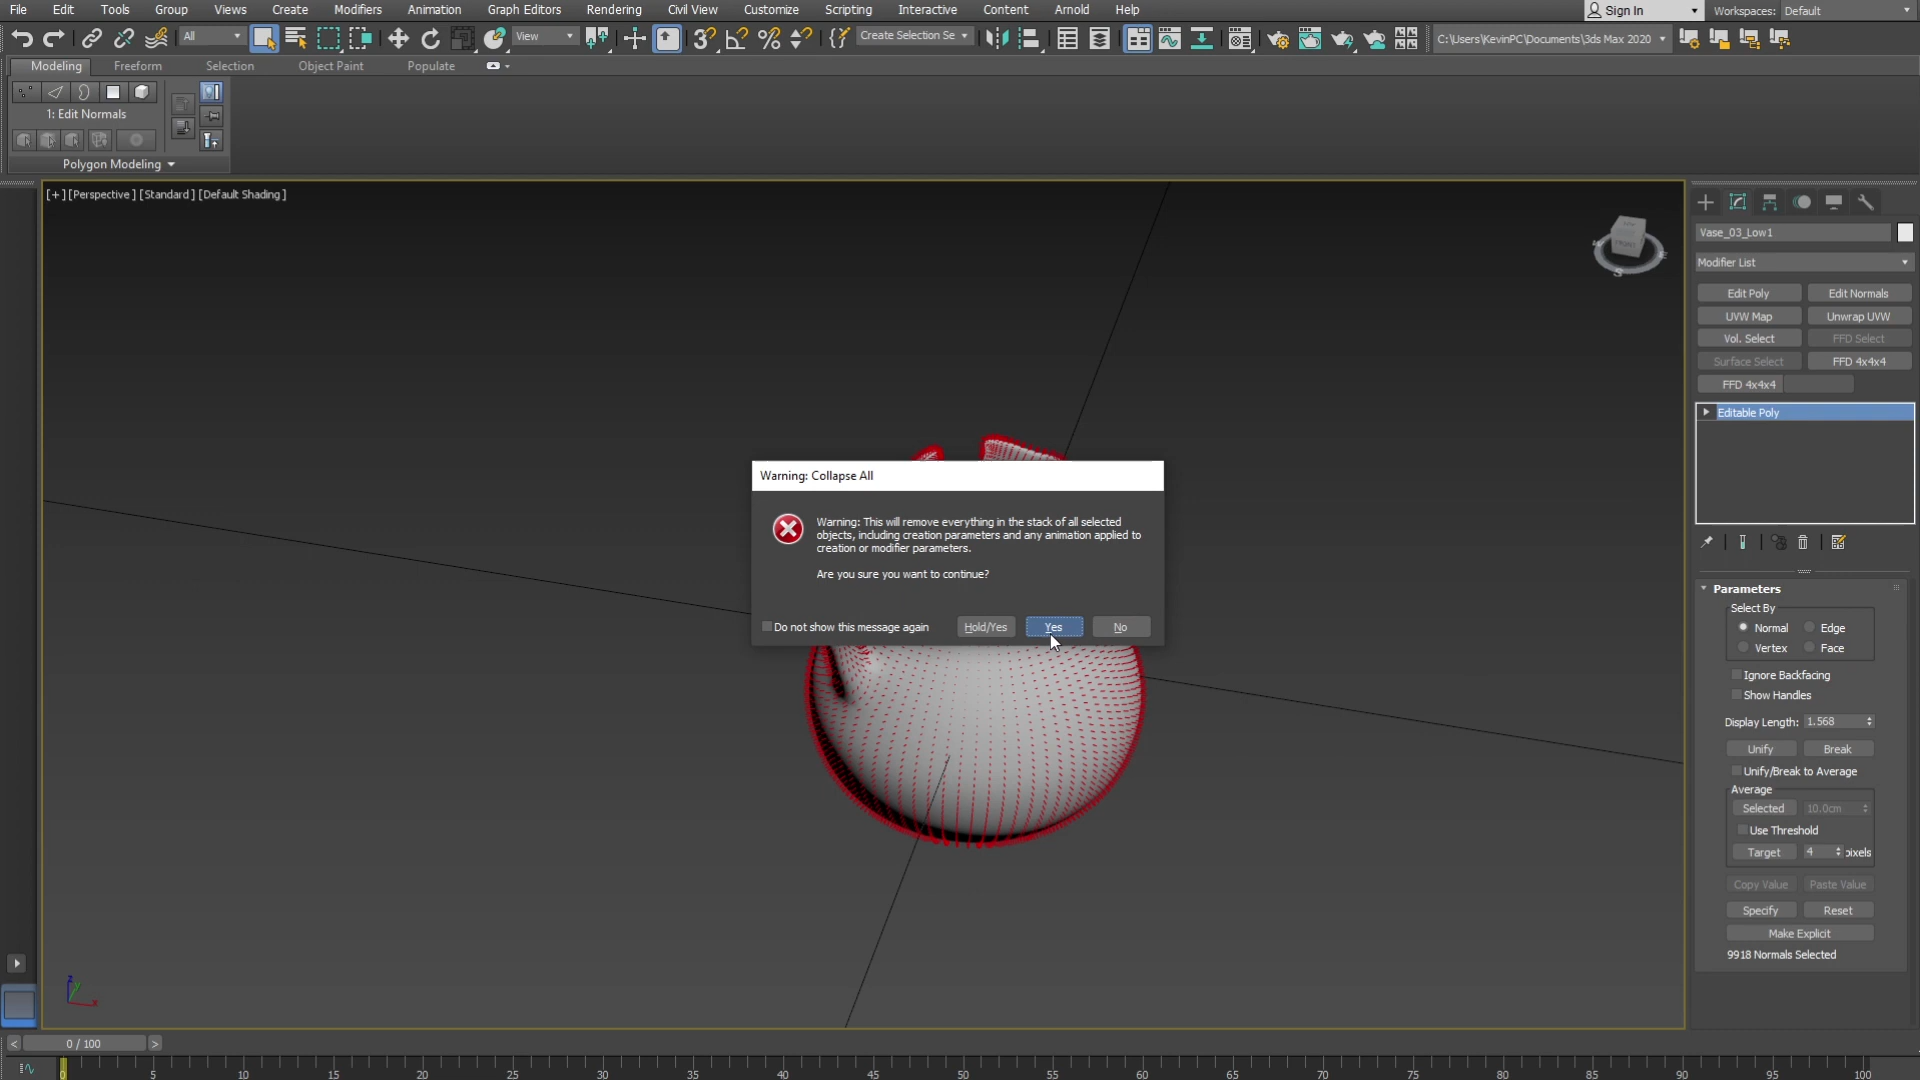 File Edit Tools Group Views Create Modifiers Animation Graph Editors Rendering Civil View Customize Scripting Interactive Content Arnold Help Sign In Workspaces: Default
All View Create Selection Se C:\Users\KevinPC\Documents\3ds Max 2020
Modeling Freeform Selection Object Paint Populate
1: Edit Normals
Polygon Modeling
[+] [Perspective] [Standard] [Default Shading]
Vase_03_Low1
Modifier List
Edit Poly Edit Normals
UVW Map Unwrap UVW
Vol. Select FFD Select
Surface Select FFD 4x4x4
FFD 4x4x4
Editable Poly
Warning: Collapse All
Warning: This will remove everything in the stack of all selected
objects, including creation parameters and any animation applied to
creation or modifier parameters.
Are you sure you want to continue?
Do not show this message again Hold/Yes Yes No
Parameters
Select By
Normal Edge
Vertex Face
Ignore Backfacing
Show Handles
Display Length: 1.568
Unify Break
Unify/Break to Average
Average
Selected 10.0cm
Use Threshold
Target 4 pixels
Copy Value Paste Value
Specify Reset
Make Explicit
9918 Normals Selected
< 0 / 100 >
0 5 10 15 20 25 30 35 40 45 50 55 60 65 70 75 80 85 90 95 100